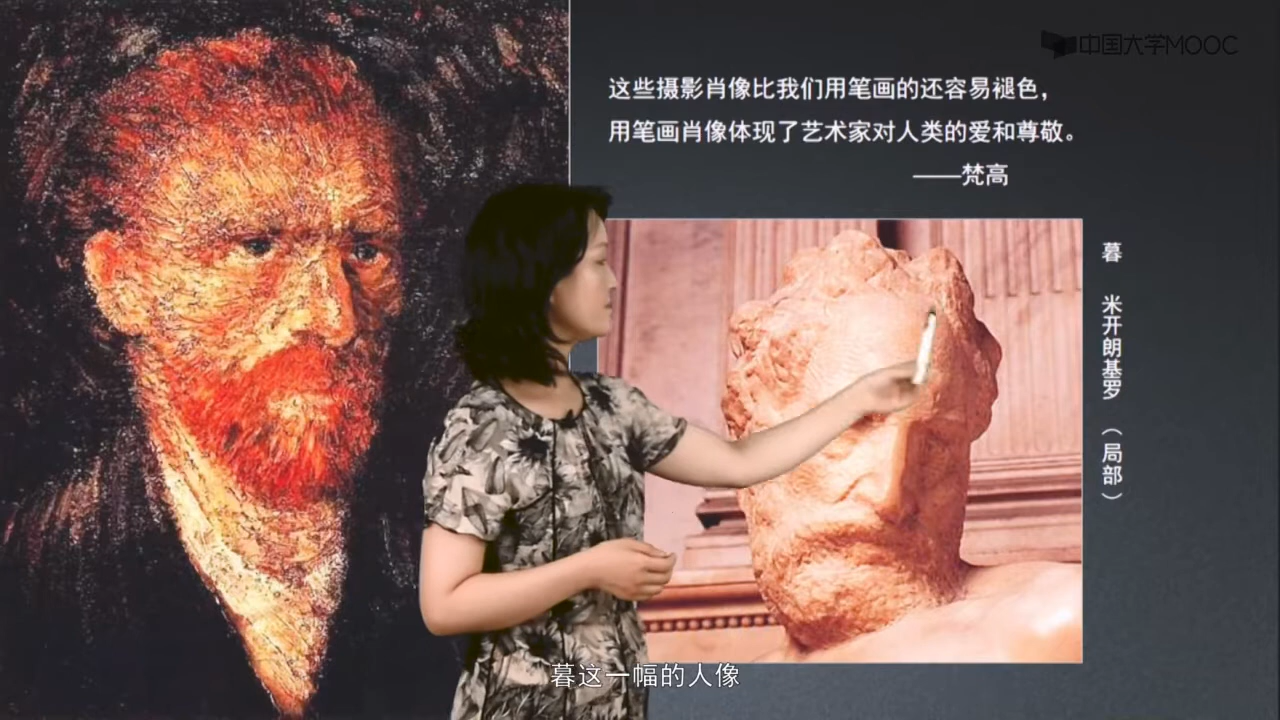 中国大学MOOC
这些摄影肖像比我们用笔画的还容易褪色，
用笔画肖像体现了艺术家对人类的爱和尊敬。
——梵高
暮 米开朗基罗（局部）
暮这一幅的人像